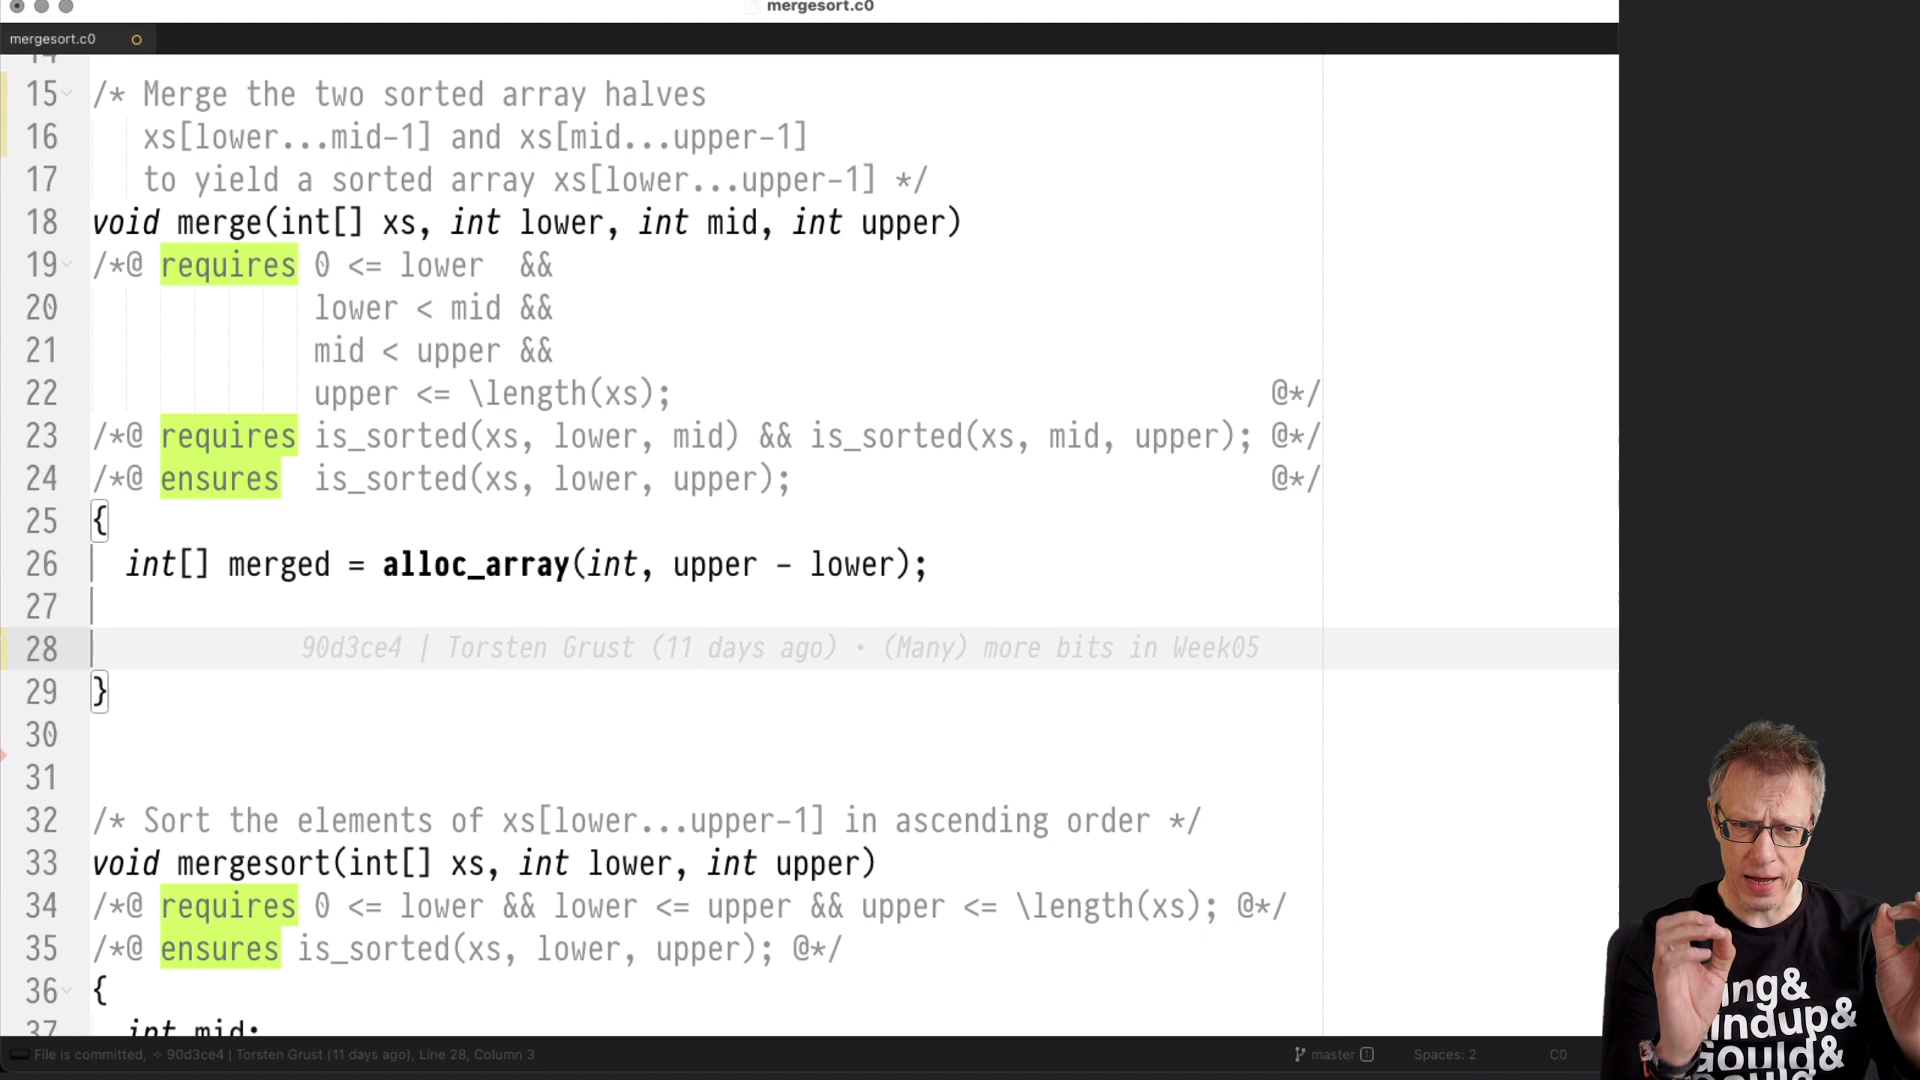 mergesort.c0
mergesort.c0
14
15 /* Merge the two sorted array halves
16 xs[lower...mid-1] and xs[mid...upper-1]
17 to yield a sorted array xs[lower...upper-1] */
18 void merge(int[] xs, int lower, int mid, int upper)
19 /*@ requires 0 <= lower &&
20 lower < mid &&
21 mid < upper &&
22 upper <= \length(xs); @*/
23 /*@ requires is_sorted(xs, lower, mid) && is_sorted(xs, mid, upper); @*/
24 /*@ ensures is_sorted(xs, lower, upper); @*/
25 {
26 int[] merged = alloc_array(int, upper - lower);
27
28 90d3ce4 | Torsten Grust (11 days ago) · (Many) more bits in Week05
29 }
30
31
32 /* Sort the elements of xs[lower...upper-1] in ascending order */
33 void mergesort(int[] xs, int lower, int upper)
34 /*@ requires 0 <= lower && lower <= upper && upper <= \length(xs); @*/
35 /*@ ensures is_sorted(xs, lower, upper); @*/
36 {
37 int mid;
File is committed, 90d3ce4 | Torsten Grust (11 days ago), Line 28, Column 3 master 1 Spaces: 2 C0
Gould&